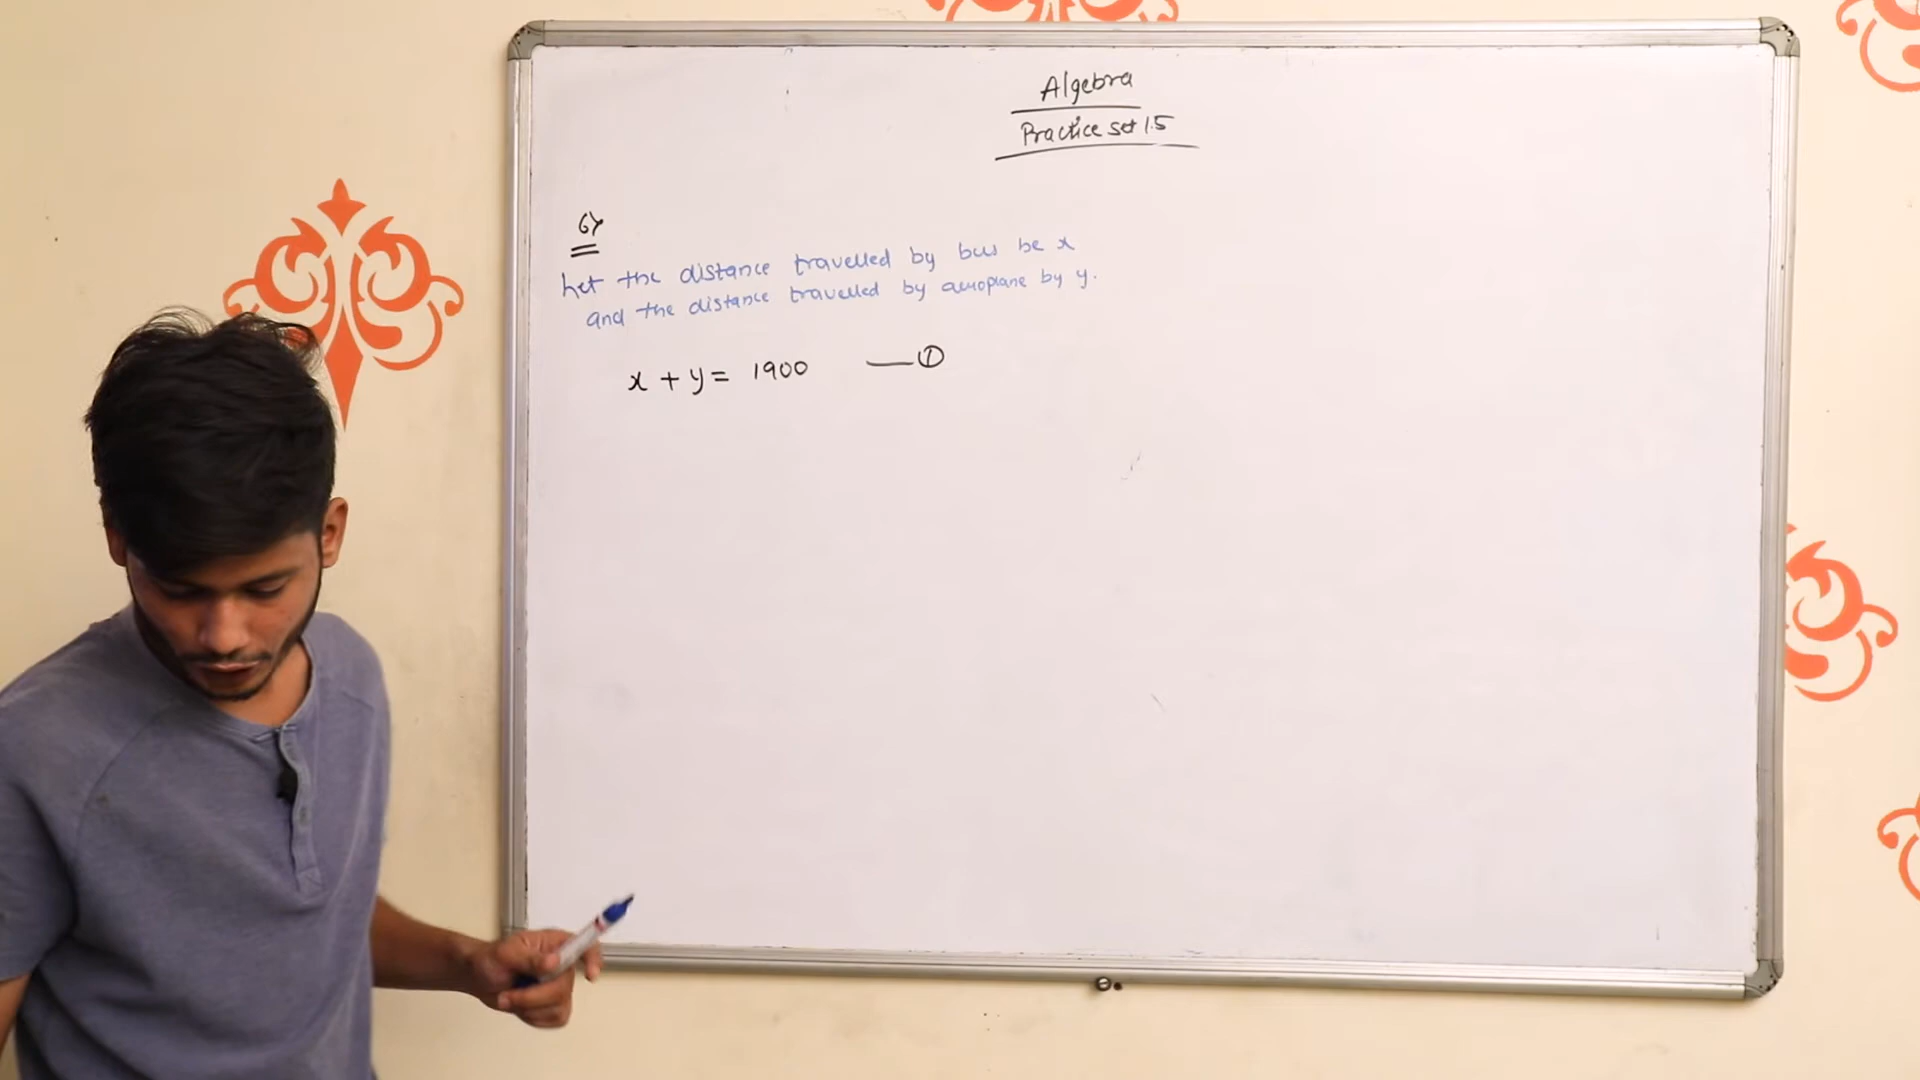 Algebra
Practice set 1.5
6>
Let the distance travelled by bus be x
and the distance travelled by aeroplane by y.
x + y = 1900 —①